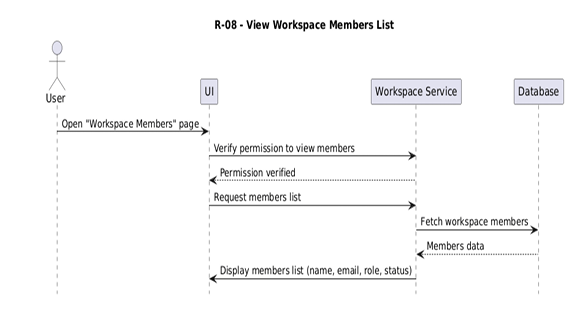 R-08 - View Workspace Members List
User
UI
Workspace Service
Database
Open "Workspace Members" page
Verify permission to view members
Permission verified
Request members list
Fetch workspace members
Members data
Display members list (name, email, role, status)